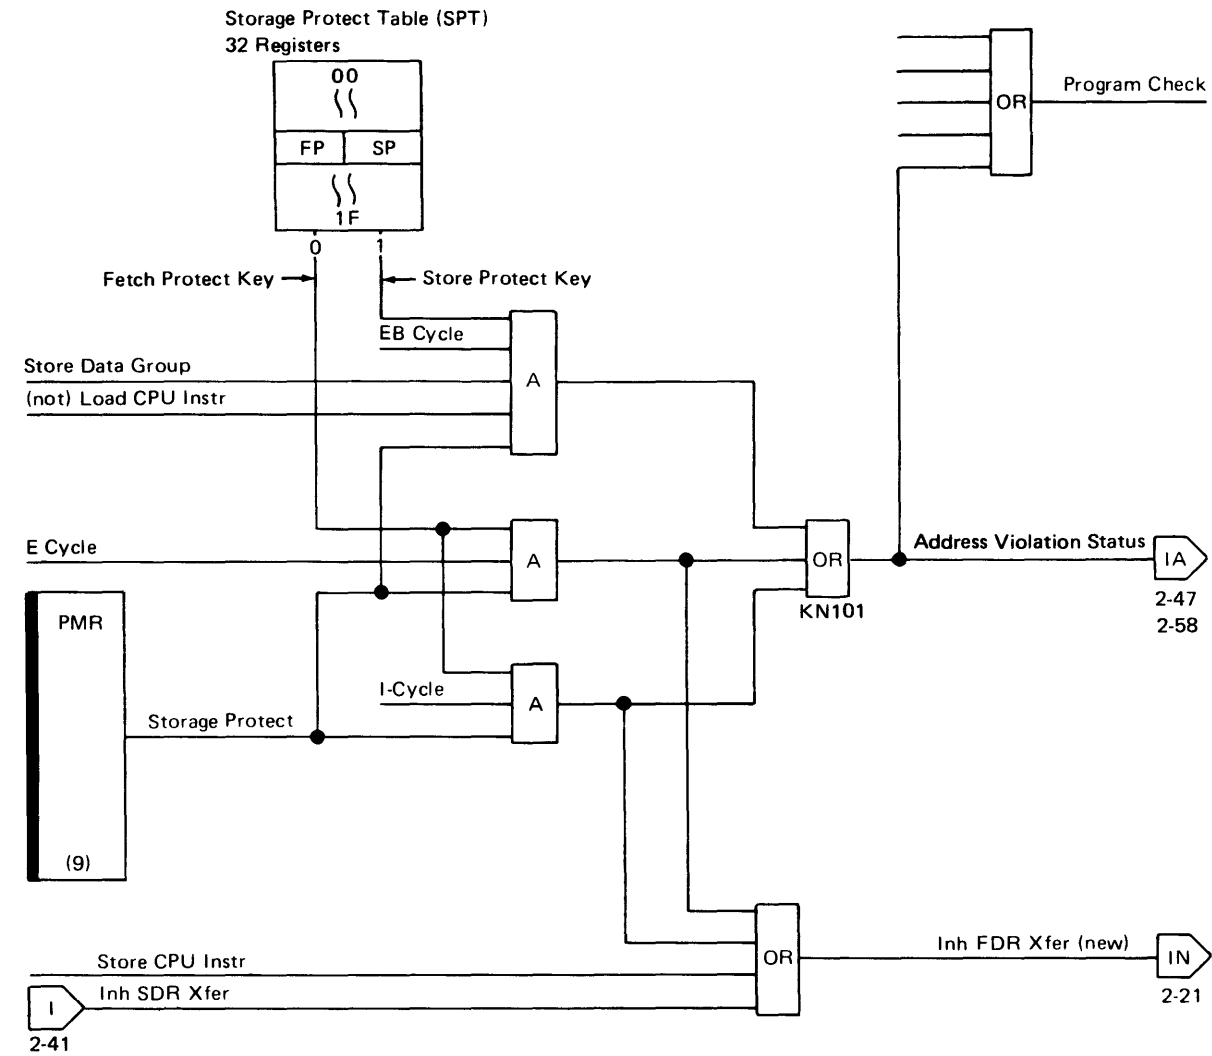 Storage Protect Table (SPT)
32 Registers
00
FP SP
1F
0 1
Fetch Protect Key
Store Protect Key
EB Cycle
Store Data Group
(not) Load CPU Instr
A
OR
Program Check
E Cycle
A
OR
KN101
Address Violation Status
IA
2-47
2-58
PMR
(9)
Storage Protect
I-Cycle
A
Store CPU Instr
I
Inh SDR Xfer
2-41
OR
Inh FDR Xfer (new)
IN
2-21